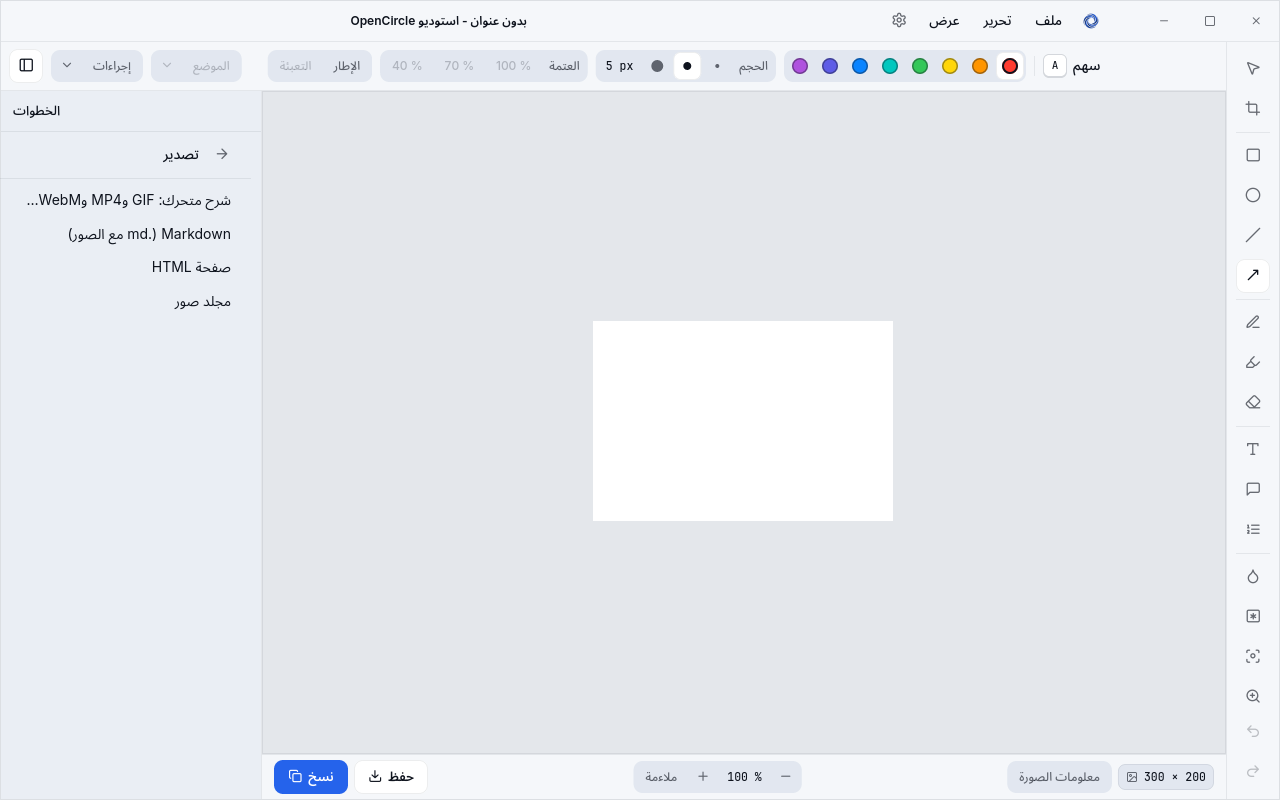 ملف
تحرير
عرض
بدون عنوان - استوديو OpenCircle
سهم
A
الحجم
5 px
العتمة
100 %
70 %
40 %
الإطار
التعبئة
الموضع
إجراءات
الخطوات
تصدير
شرح متحرك: GIF وMP4 وWebM...
Markdown (.md مع الصور)
صفحة HTML
مجلد صور
300 × 200
معلومات الصورة
100 %
ملاءمة
حفظ
نسخ